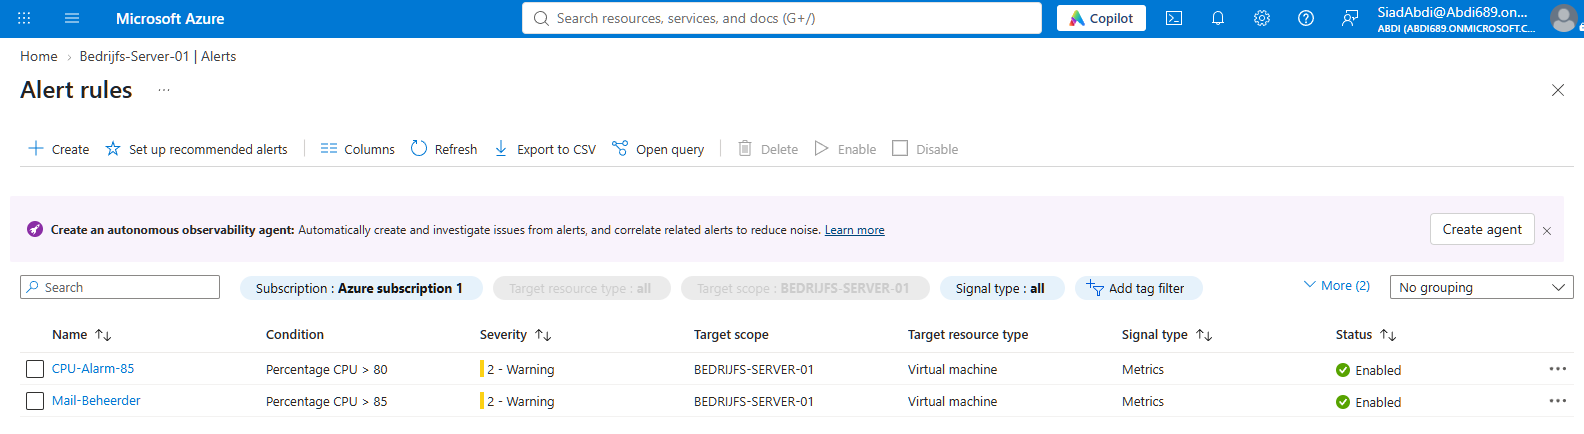 Microsoft Azure
Search resources, services, and docs (G+/)
Copilot
SiadAbdi@Abdi689.on...
ABDI (ABDI689.ONMICROSOFT.C...
Home > Bedrijfs-Server-01 | Alerts
Alert rules ...
Create Set up recommended alerts Columns Refresh Export to CSV Open query Delete Enable Disable
Create an autonomous observability agent: Automatically create and investigate issues from alerts, and correlate related alerts to reduce noise. Learn more
Create agent
Search
Subscription : Azure subscription 1
Target resource type : all
Target scope : BEDRIJFS-SERVER-01
Signal type : all
Add tag filter
More (2)
No grouping
Name Condition Severity Target scope Target resource type Signal type Status
CPU-Alarm-85 Percentage CPU > 80 2 - Warning BEDRIJFS-SERVER-01 Virtual machine Metrics Enabled
Mail-Beheerder Percentage CPU > 85 2 - Warning BEDRIJFS-SERVER-01 Virtual machine Metrics Enabled